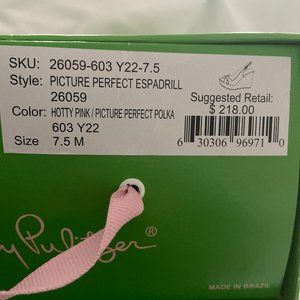 SKU: 26059-603 Y22-7.5
Style: PICTURE PERFECT ESPADRILL
26059
Suggested Retail:
$ 218.00
Color: HOTTY PINK / PICTURE PERFECT POLKA
603 Y22
Size 7.5 M
6 30306 96971 0
y Pulitzer®
MADE IN BRAZIL